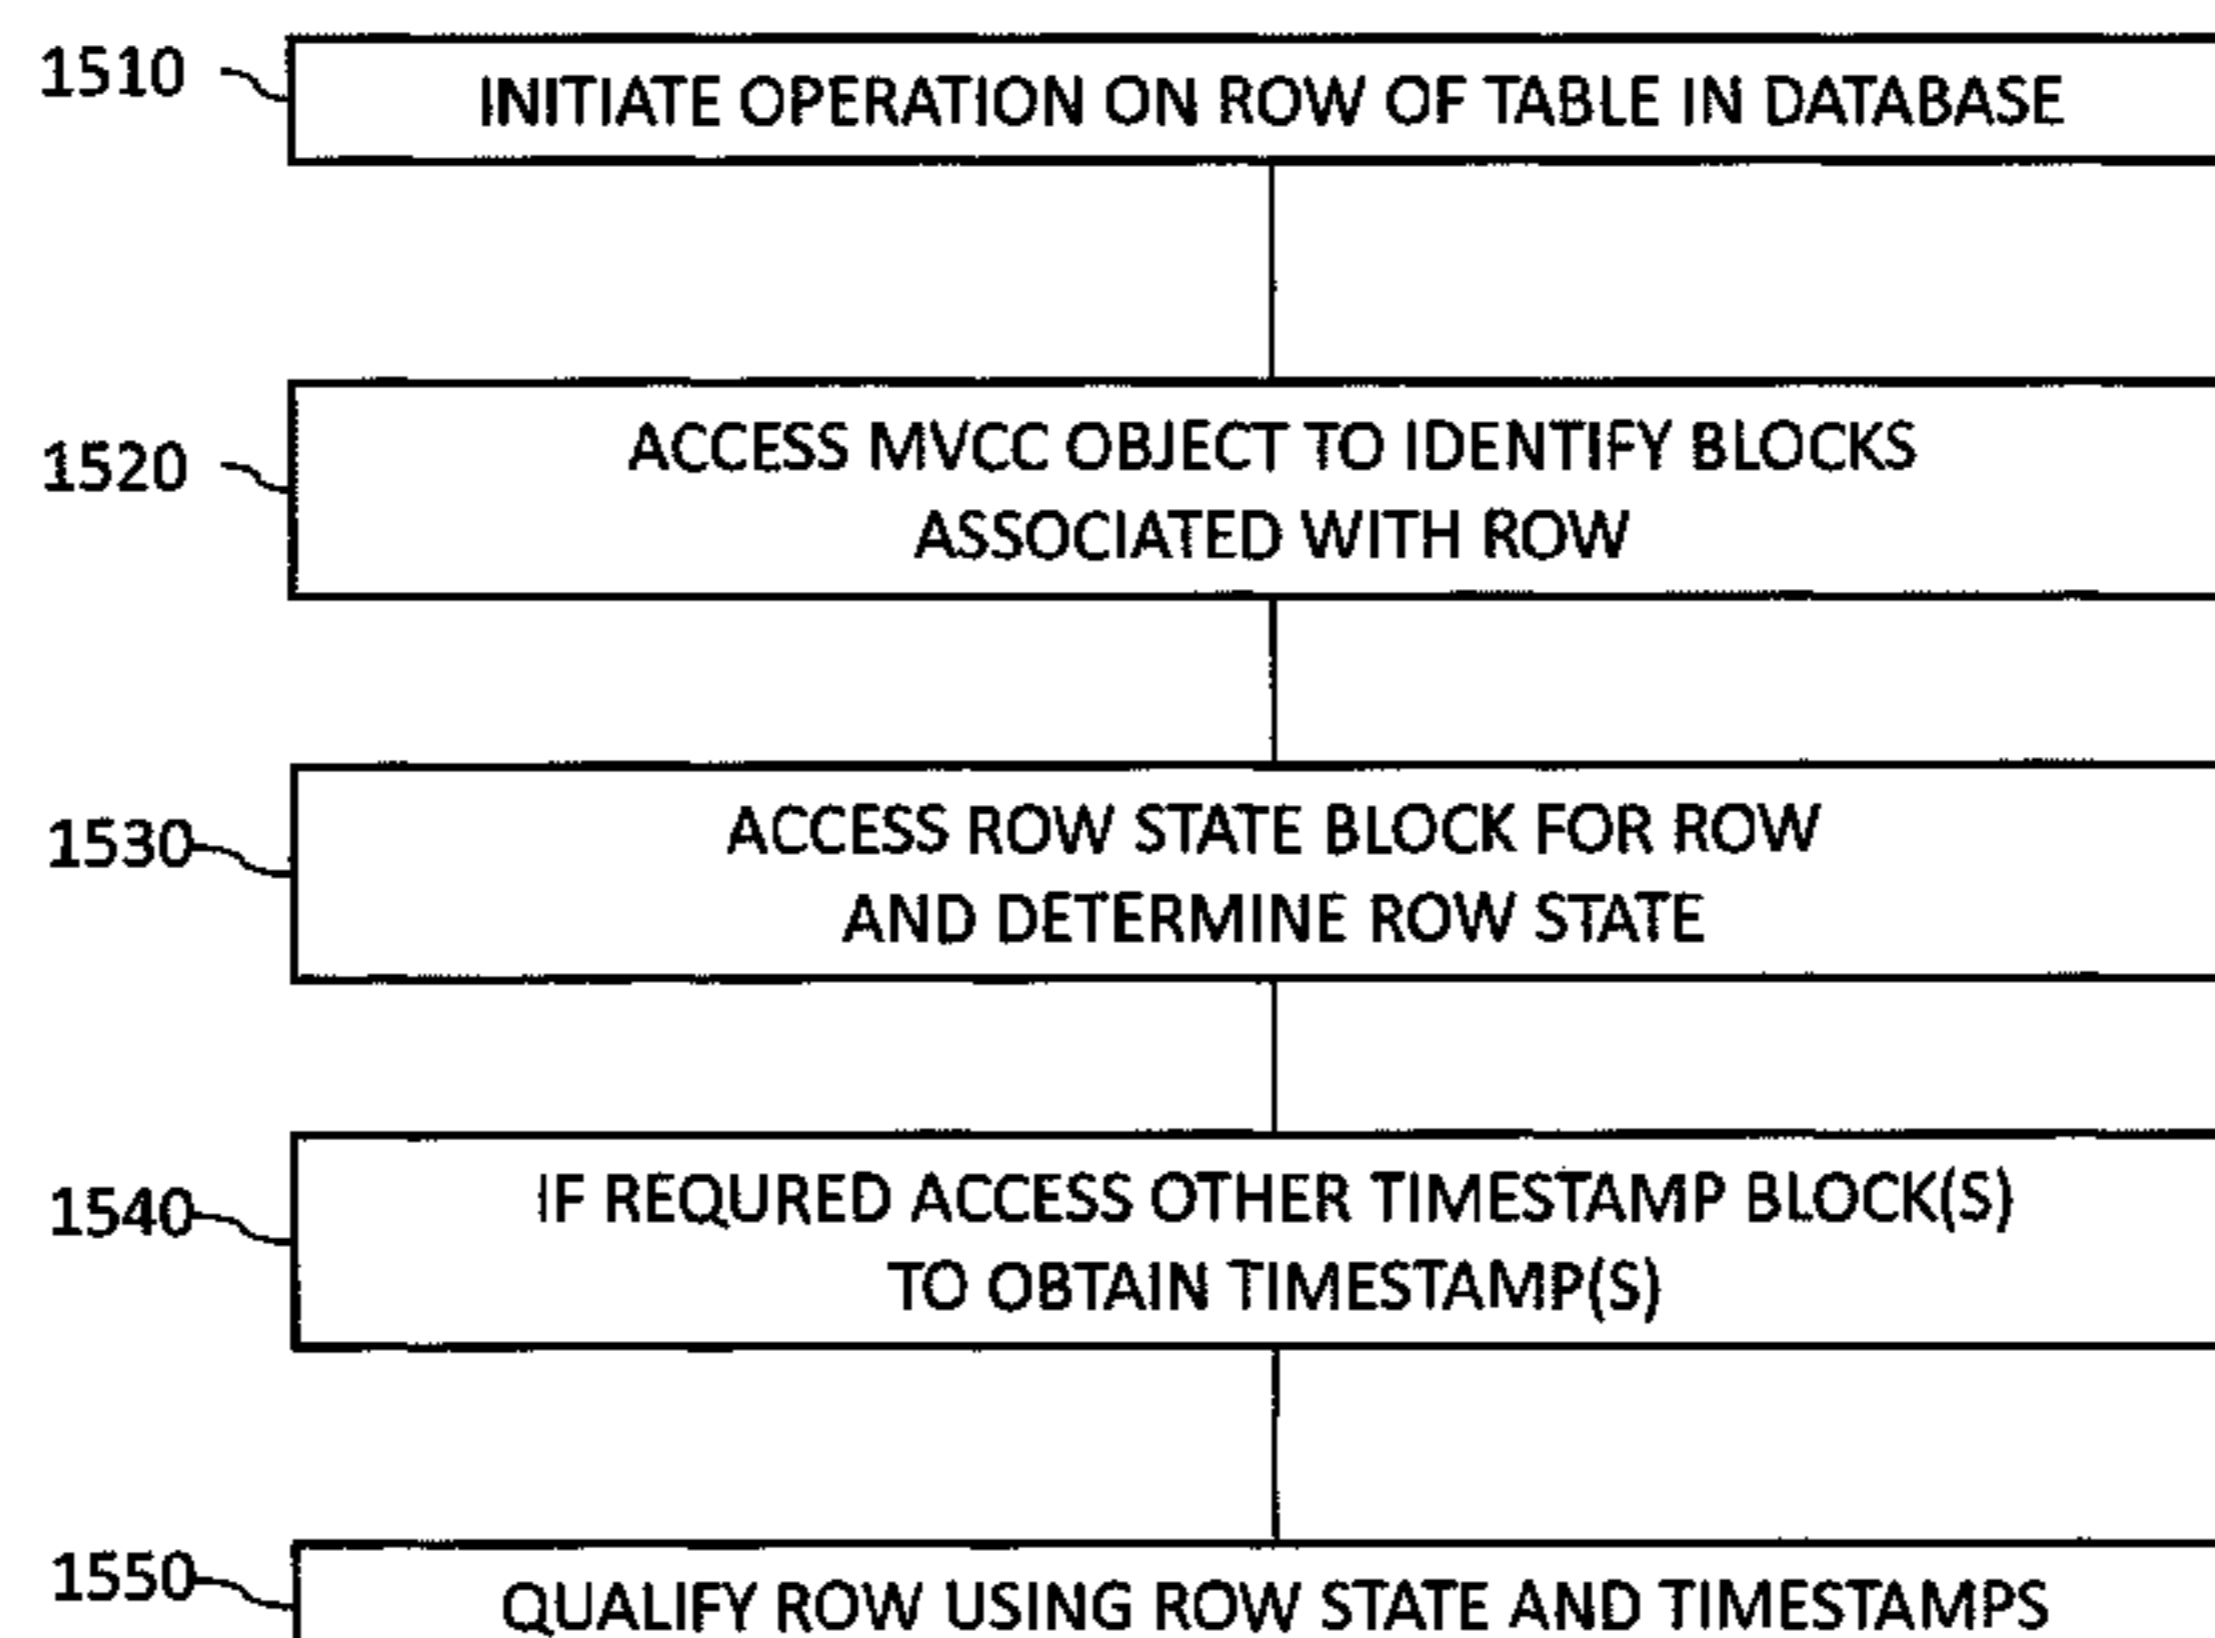 1510 INITIATE OPERATION ON ROW OF TABLE IN DATABASE
1520 ACCESS MVCC OBJECT TO IDENTIFY BLOCKS
ASSOCIATED WITH ROW
1530 ACCESS ROW STATE BLOCK FOR ROW
AND DETERMINE ROW STATE
1540 IF REQURED ACCESS OTHER TIMESTAMP BLOCK(S)
TO OBTAIN TIMESTAMP(S)
1550 QUALIFY ROW USING ROW STATE AND TIMESTAMPS